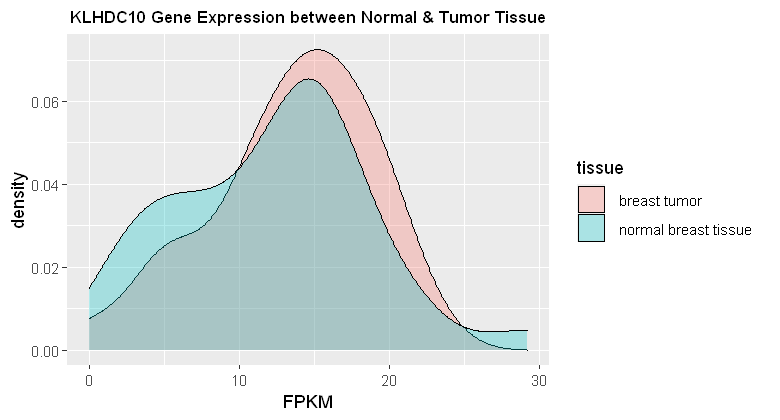 KLHDC10 Gene Expression between Normal & Tumor Tissue
density
0.06
0.04
0.02
0.00
0
10
20
30
FPKM
tissue
breast tumor
normal breast tissue